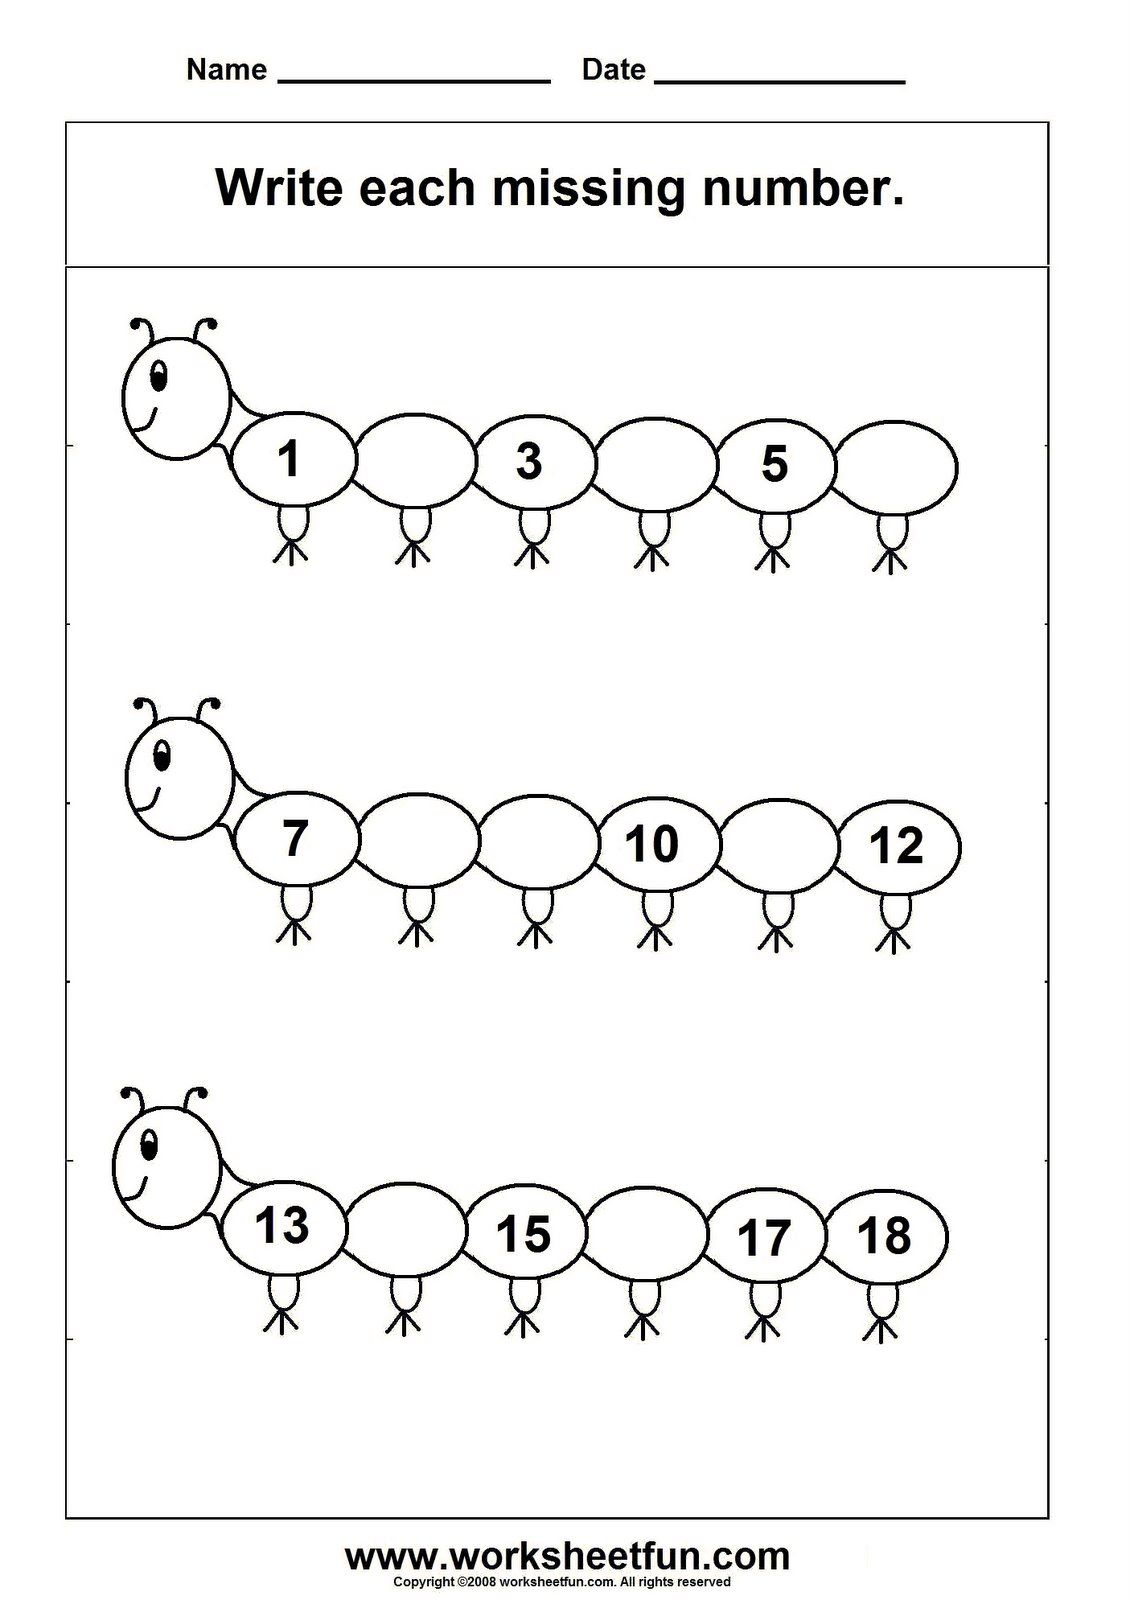 Name Date
Write each missing number.
1 3 5
7 10 12
13 15 17 18
www.worksheetfun.com
Copyright ©2008 worksheetfun.com. All rights reserved